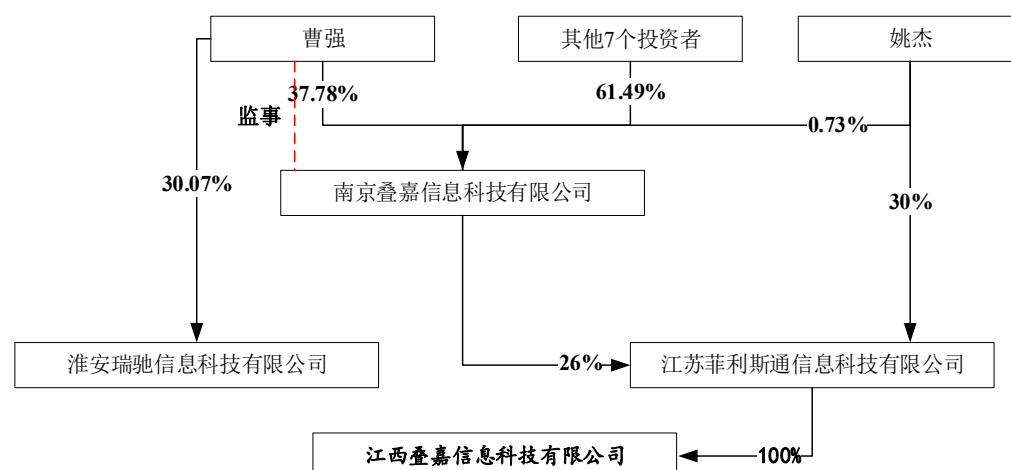 曹强
其他7个投资者
姚杰
37.78%
61.49%
监事
0.73%
30.07%
南京叠嘉信息科技有限公司
30%
淮安瑞驰信息科技有限公司
26%
江苏菲利斯通信息科技有限公司
江西叠嘉信息科技有限公司
100%